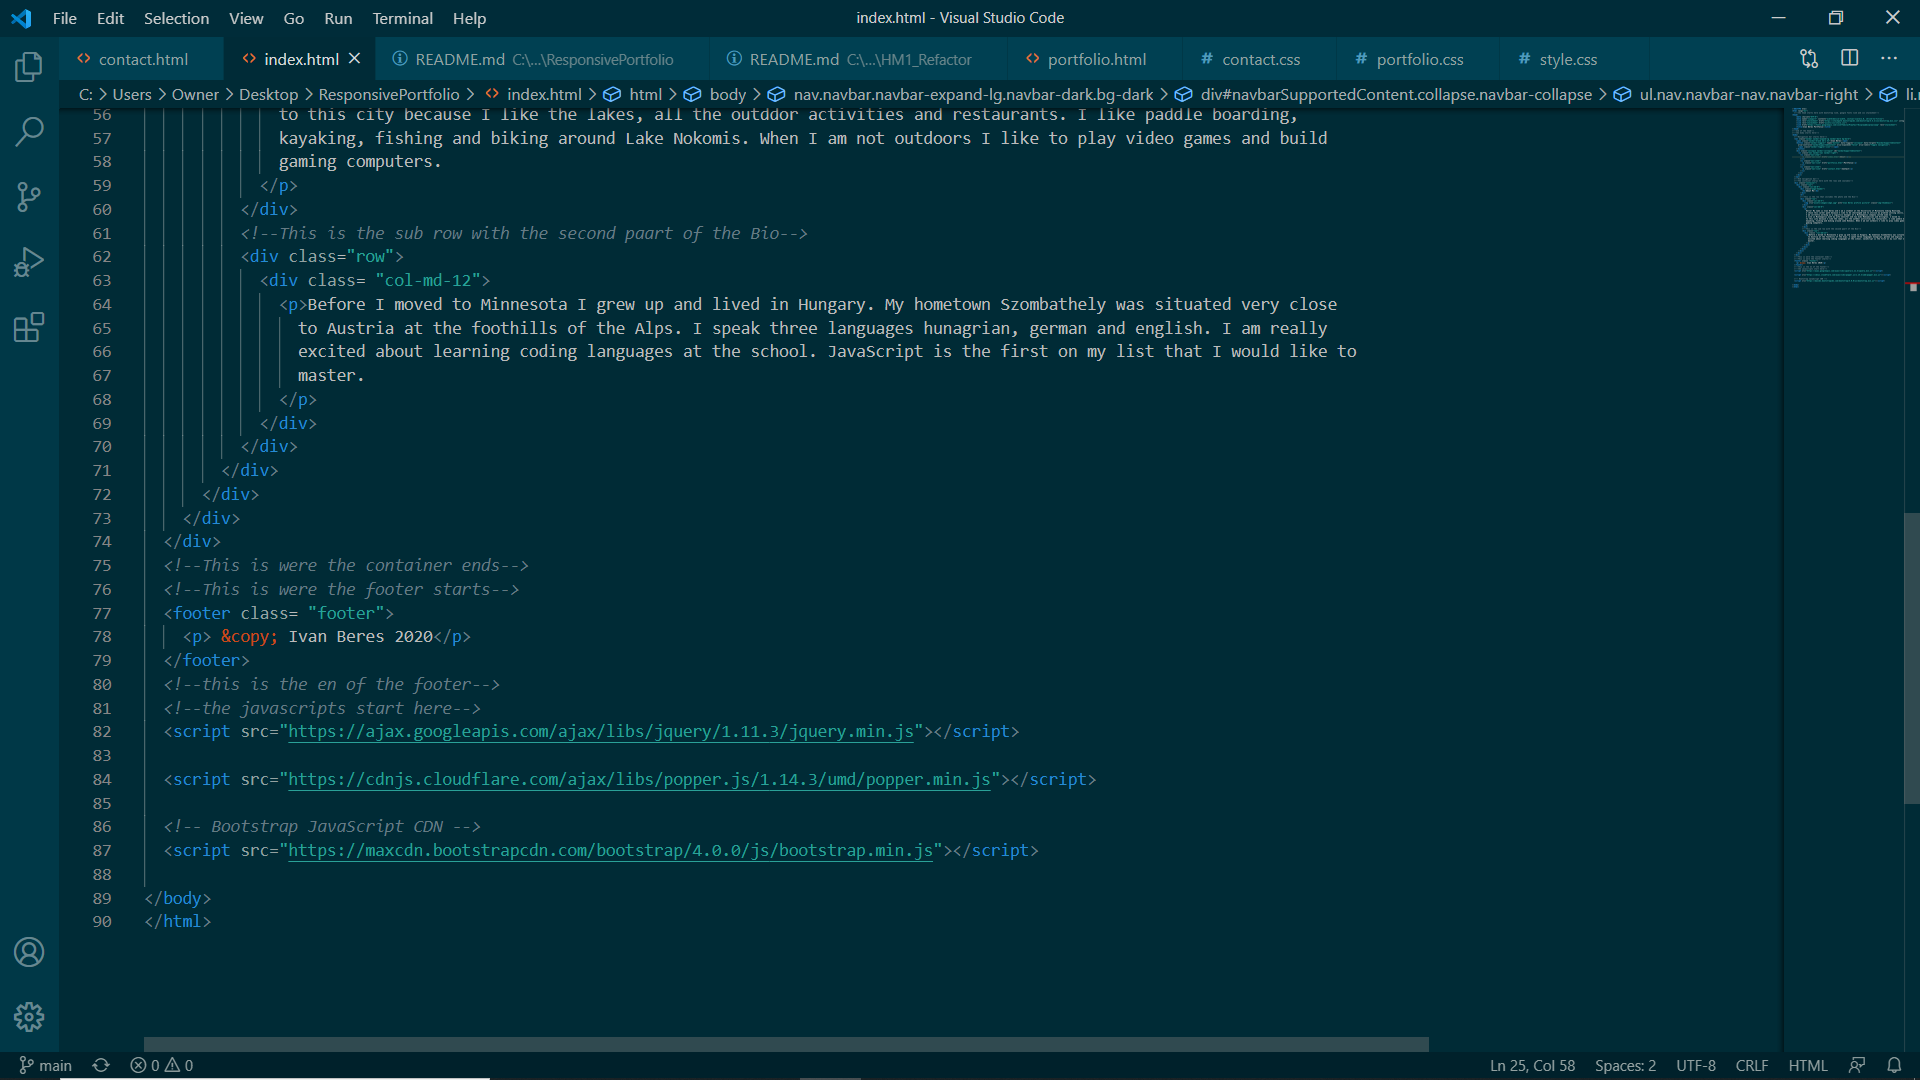 File Edit Selection View Go Run Terminal Help
index.html - Visual Studio Code
contact.html index.html README.md C:\...\ResponsivePortfolio README.md C:\...\HM1_Refactor portfolio.html contact.css portfolio.css style.css
C: > Users > Owner > Desktop > ResponsivePortfolio > index.html > html > body > nav.navbar.navbar-expand-lg.navbar-dark.bg-dark > div#navbarSupportedContent.collapse.navbar-collapse > ul.nav.navbar-nav.navbar-right > li.n
56 to this city because I like the lakes, all the outddor activities and restaurants. I like paddle boarding,
57 kayaking, fishing and biking around Lake Nokomis. When I am not outdoors I like to play video games and build
58 gaming computers.
59 </p>
60 </div>
61 <!--This is the sub row with the second paart of the Bio-->
62 <div class="row">
63 <div class= "col-md-12">
64 <p>Before I moved to Minnesota I grew up and lived in Hungary. My hometown Szombathely was situated very close
65 to Austria at the foothills of the Alps. I speak three languages hunagrian, german and english. I am really
66 excited about learning coding languages at the school. JavaScript is the first on my list that I would like to
67 master.
68 </p>
69 </div>
70 </div>
71 </div>
72 </div>
73 </div>
74 </div>
75 <!--This is were the container ends-->
76 <!--This is were the footer starts-->
77 <footer class= "footer">
78 <p> &copy; Ivan Beres 2020</p>
79 </footer>
80 <!--this is the en of the footer-->
81 <!--the javascripts start here-->
82 <script src="https://ajax.googleapis.com/ajax/libs/jquery/1.11.3/jquery.min.js"></script>
83
84 <script src="https://cdnjs.cloudflare.com/ajax/libs/popper.js/1.14.3/umd/popper.min.js"></script>
85
86 <!-- Bootstrap JavaScript CDN -->
87 <script src="https://maxcdn.bootstrapcdn.com/bootstrap/4.0.0/js/bootstrap.min.js"></script>
88
89 </body>
90 </html>
main 0 0 Ln 25, Col 58 Spaces: 2 UTF-8 CRLF HTML